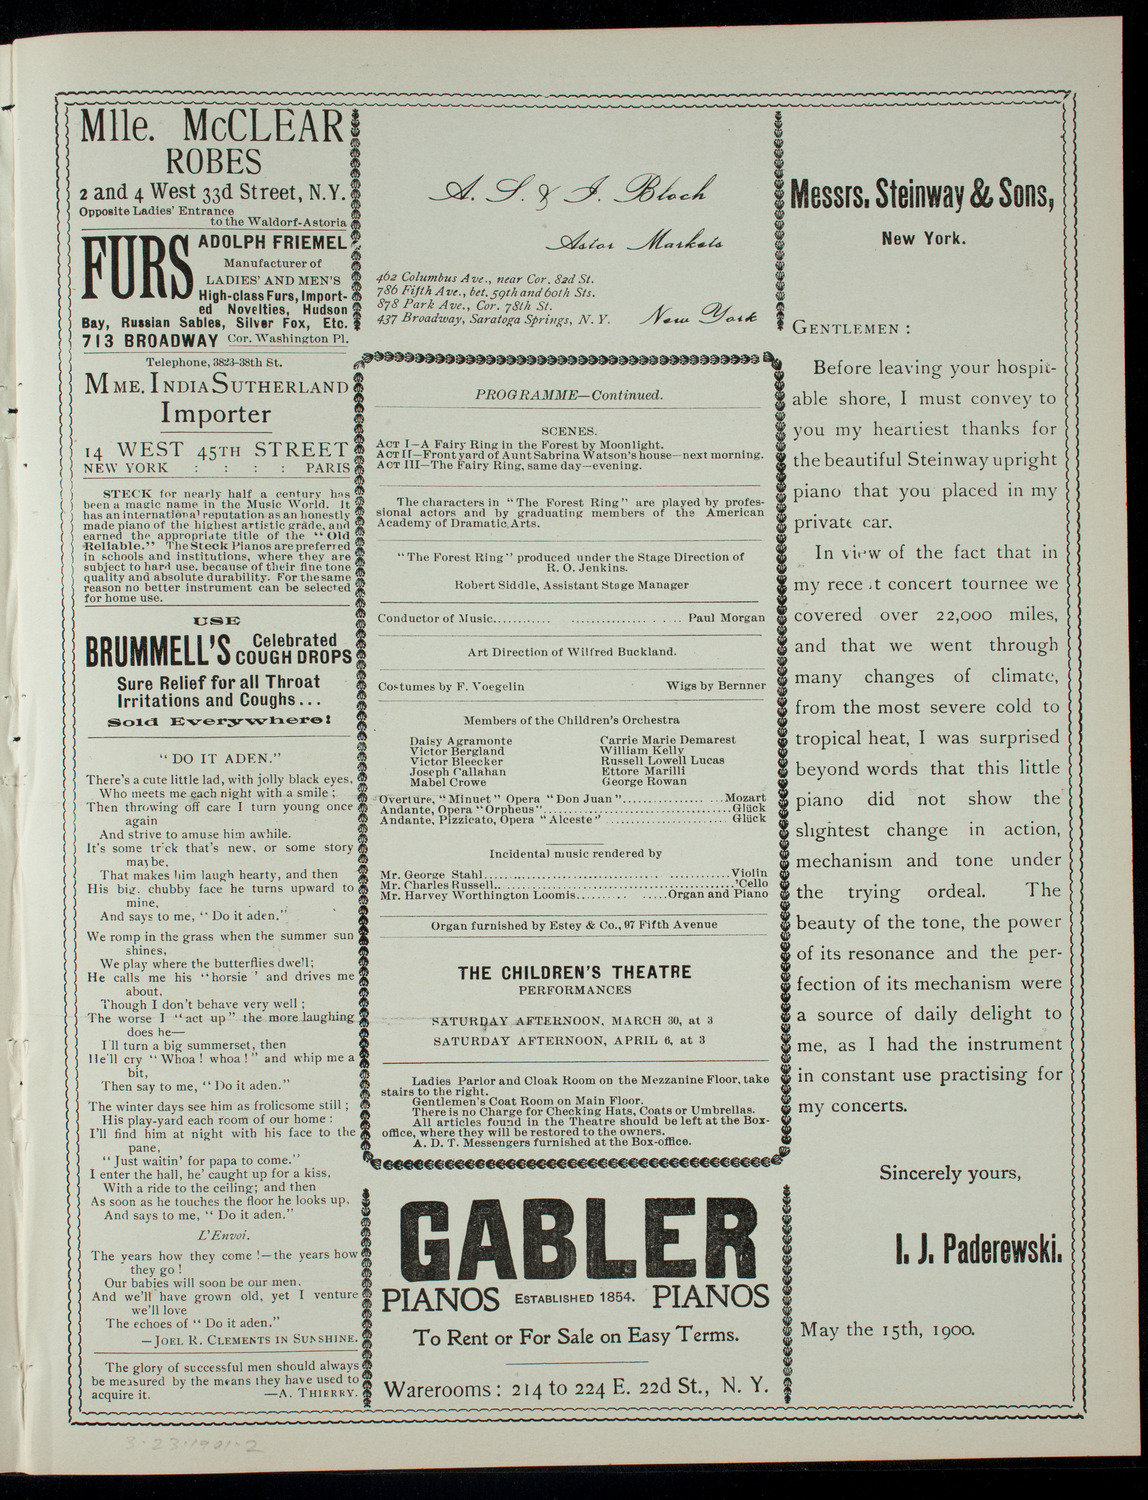 Mlle. McCLEAR
ROBES
2 and 4 West 33d Street, N.Y.
Opposite Ladies' Entrance
to the Waldorf-Astoria
FURS
ADOLPH FRIEMEL
Manufacturer of
LADIES' AND MEN'S
High-class Furs, Import-
ed Novelties, Hudson
Bay, Russian Sables, Silver Fox, Etc.
713 BROADWAY Cor. Washington Pl.
Telephone, 3823-38th St.
MME. INDIA SUTHERLAND
Importer
14 WEST 45TH STREET
NEW YORK : : : : PARIS
STECK for nearly half a century has
been a magic name in the Music World. It
has an international reputation as an honestly
made piano of the highest artistic grade, and
earned the appropriate title of the "Old
Reliable." The Steck Pianos are preferred
in schools and institutions, where they are
subject to hard use, because of their fine tone
quality and absolute durability. For the same
reason no better instrument can be selected
for home use.
USE
BRUMMELL'S Celebrated
COUGH DROPS
Sure Relief for all Throat
Irritations and Coughs...
Sold Everywhere!
"DO IT ADEN."
There's a cute little lad, with jolly black eyes,
Who meets me each night with a smile;
Then throwing off care I turn young once
again
And strive to amuse him awhile.
It's some trick that's new, or some story
maybe,
That makes him laugh hearty, and then
His big, chubby face he turns upward to
mine,
And says to me, "Do it aden."
We romp in the grass when the summer sun
shines,
We play where the butterflies dwell;
He calls me his "horsie" and drives me
about,
Though I don't behave very well;
The worse I "act up" the more laughing
does he—
I'll turn a big summerset, then
He'll cry "Whoa! whoa!" and whip me a
bit,
Then say to me, "Do it aden."
The winter days see him as frolicsome still;
His play-yard each room of our home:
I'll find him at night with his face to the
pane,
"Just waitin' for papa to come."
I enter the hall, he' caught up for a kiss,
With a ride to the ceiling; and then
As soon as he touches the floor he looks up,
And says to me, "Do it aden."
L'Envoi.
The years how they come!—the years how
they go!
Our babies will soon be our men,
And we'll have grown old, yet I venture
we'll love
The echoes of "Do it aden."
—JOEL R. CLEMENTS IN SUNSHINE.
The glory of successful men should always
be measured by the means they have used to
acquire it. —A. THIERRY.
A. S. & J. Bloch
Astor Markets
462 Columbus Ave., near Cor. 82d St.
786 Fifth Ave., bet. 59th and 60th Sts.
878 Park Ave., Cor. 78th St.
437 Broadway, Saratoga Springs, N. Y.
New York
PROGRAMME—Continued.
SCENES.
ACT I—A Fairy Ring in the Forest by Moonlight.
ACT II—Front yard of Aunt Sabrina Watson's house—next morning.
ACT III—The Fairy Ring, same day—evening.
The characters in "The Forest Ring" are played by profes-
sional actors and by graduating members of the American
Academy of Dramatic Arts.
"The Forest Ring" produced under the Stage Direction of
R. O. Jenkins.
Robert Siddle, Assistant Stage Manager
Conductor of Music............ .................... Paul Morgan
Art Direction of Wilfred Buckland.
Costumes by F. Voegelin Wigs by Bernner
Members of the Children's Orchestra
Daisy Agramonte Carrie Marie Demarest
Victor Bergland William Kelly
Victor Bleecker Russell Lowell Lucas
Joseph Callahan Ettore Marilli
Mabel Crowe George Rowan
Overture, "Minuet" Opera "Don Juan"................... Mozart
Andante, Opera "Orpheus".....................................Glück
Andante, Pizzicato, Opera "Alceste" ......................... Glück
Incidental music rendered by
Mr. George Stahl.............................................Violin
Mr. Charles Russell..........................................'Cello
Mr. Harvey Worthington Loomis......... .....Organ and Piano
Organ furnished by Estey & Co., 97 Fifth Avenue
THE CHILDREN'S THEATRE
PERFORMANCES
SATURDAY AFTERNOON, MARCH 30, at 3
SATURDAY AFTERNOON, APRIL 6, at 3
Ladies Parlor and Cloak Room on the Mezzanine Floor, take
stairs to the right.
Gentlemen's Coat Room on Main Floor.
There is no Charge for Checking Hats, Coats or Umbrellas.
All articles found in the Theatre should be left at the Box-
office, where they will be restored to the owners.
A. D. T. Messengers furnished at the Box-office.
GABLER
PIANOS ESTABLISHED 1854. PIANOS
To Rent or For Sale on Easy Terms.
Warerooms: 214 to 224 E. 22d St., N. Y.
Messrs. Steinway & Sons,
New York.
GENTLEMEN:
Before leaving your hospit-
able shore, I must convey to
you my heartiest thanks for
the beautiful Steinway upright
piano that you placed in my
private car.
In view of the fact that in
my rece t concert tournee we
covered over 22,000 miles,
and that we went through
many changes of climate,
from the most severe cold to
tropical heat, I was surprised
beyond words that this little
piano did not show the
slightest change in action,
mechanism and tone under
the trying ordeal. The
beauty of the tone, the power
of its resonance and the per-
fection of its mechanism were
a source of daily delight to
me, as I had the instrument
in constant use practising for
my concerts.
Sincerely yours,
I. J. Paderewski.
May the 15th, 1900.
3-23-1901-2